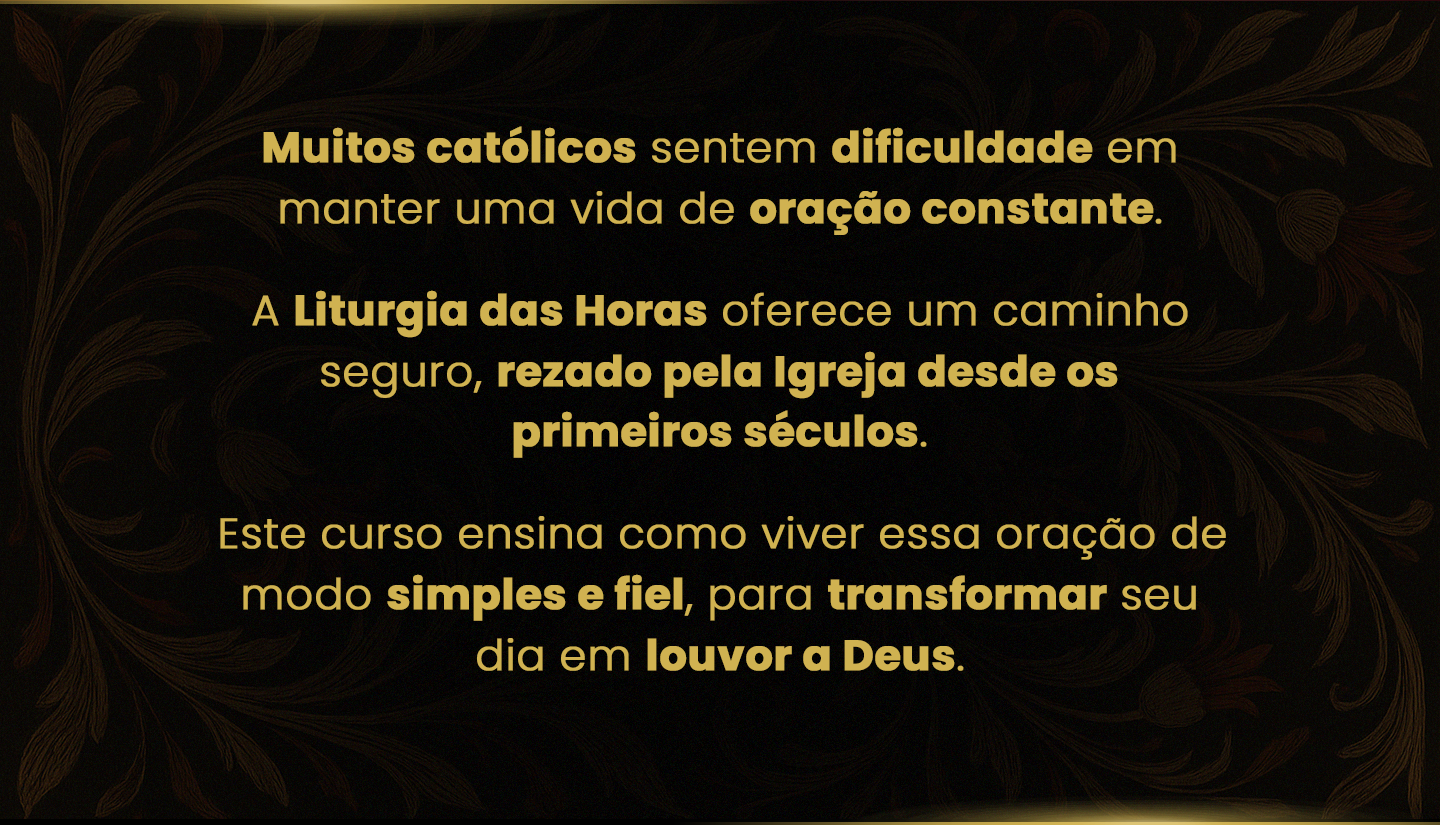 Muitos católicos sentem dificuldade em
manter uma vida de oração constante.
A Liturgia das Horas oferece um caminho
seguro, rezado pela Igreja desde os
primeiros séculos.
Este curso ensina como viver essa oração de
modo simples e fiel, para transformar seu
dia em louvor a Deus.